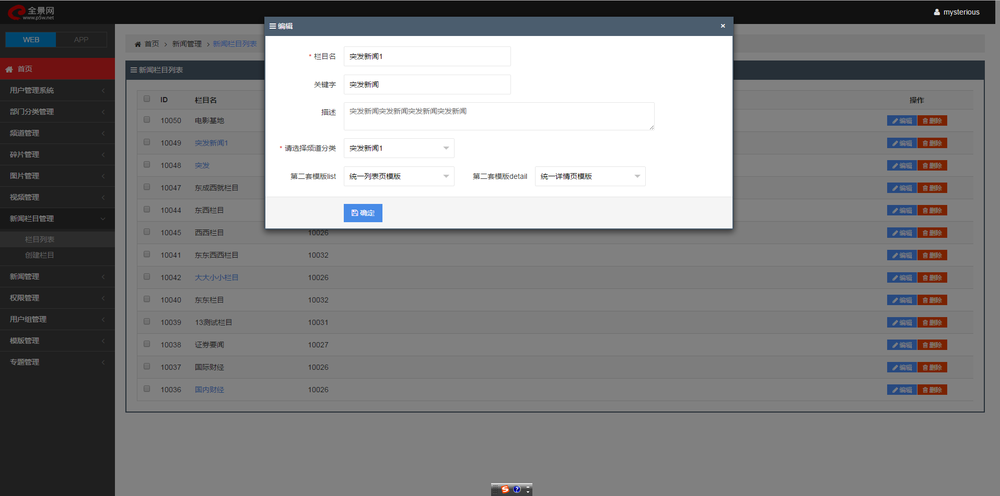 全景网
www.p5w.net
mysterious
WEB APP
首页
用户管理系统
部门分类管理
频道管理
碎片管理
图片管理
视频管理
新闻栏目管理
栏目列表
创建栏目
新闻管理
权限管理
用户组管理
模版管理
专题管理
首页 > 新闻管理 > 新闻栏目列表
新闻栏目列表
编辑 ×
* 栏目名 突发新闻1
关键字 突发新闻
描述 突发新闻突发新闻突发新闻突发新闻
* 请选择频道分类 突发新闻1
第二套模版list 统一列表页模版 第二套模版detail 统一详情页模版
确定
ID 栏目名 操作
10050 电影基地 编辑 删除
10049 突发新闻1 编辑 删除
10048 突发 编辑 删除
10047 东成西就栏目 编辑 删除
10044 东西栏目 编辑 删除
10045 西西栏目 10026 编辑 删除
10041 东东西西栏目 10032 编辑 删除
10042 大大小小栏目 10026 编辑 删除
10040 东东栏目 10032 编辑 删除
10039 13测试栏目 10031 编辑 删除
10038 证券要闻 10027 编辑 删除
10037 国际财经 10026 编辑 删除
10036 国内财经 10026 编辑 删除